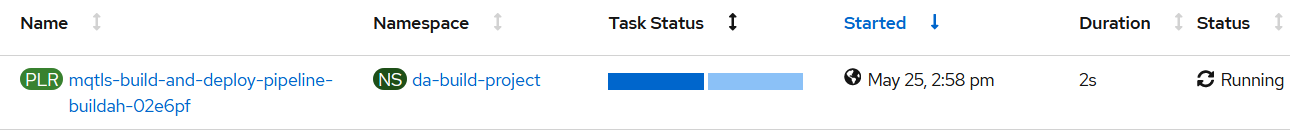 Name Namespace Task Status Started Duration Status
PLR mqtls-build-and-deploy-pipeline- NS da-build-project May 25, 2:58 pm 2s Running
buildah-02e6pf